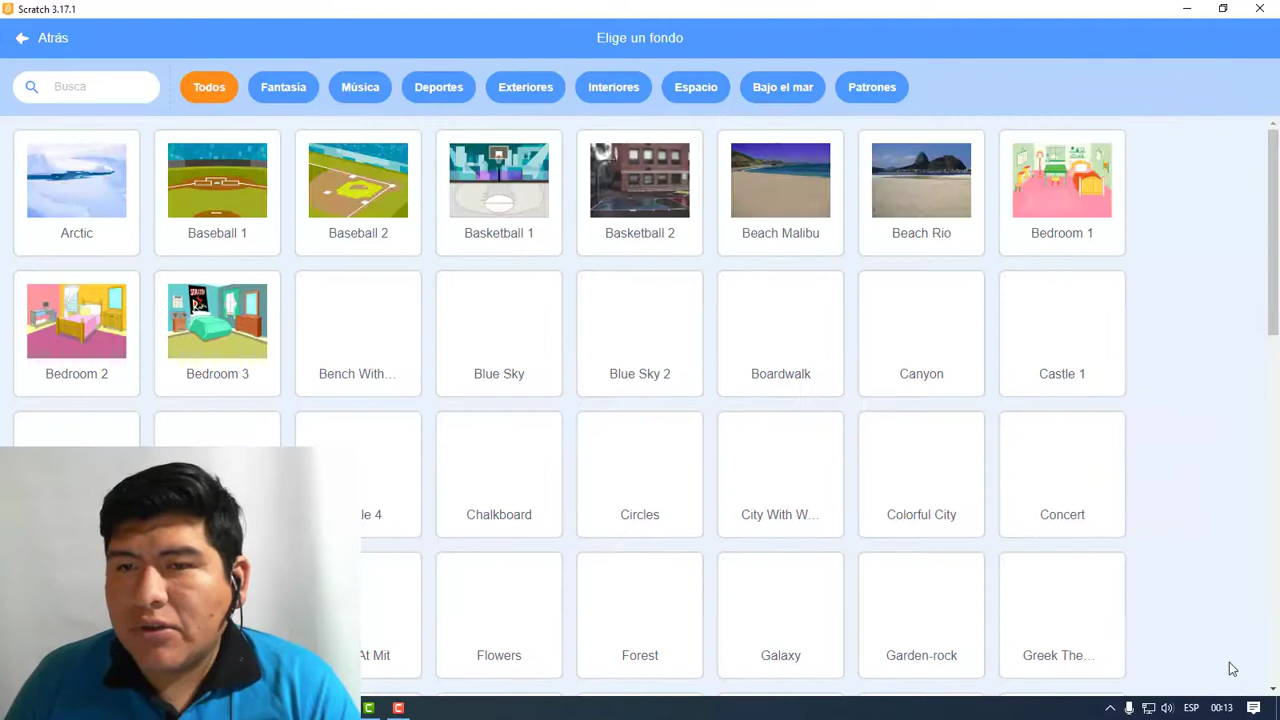 Scratch 3.17.1
Atrás
Elige un fondo
Busca
Todos
Fantasía
Música
Deportes
Exteriores
Interiores
Espacio
Bajo el mar
Patrones
Arctic
Baseball 1
Baseball 2
Basketball 1
Basketball 2
Beach Malibu
Beach Rio
Bedroom 1
Bedroom 2
Bedroom 3
Bench With...
Blue Sky
Blue Sky 2
Boardwalk
Canyon
Castle 1
le 4
Chalkboard
Circles
City With W...
Colorful City
Concert
At Mit
Flowers
Forest
Galaxy
Garden-rock
Greek The...
ESP
00:13